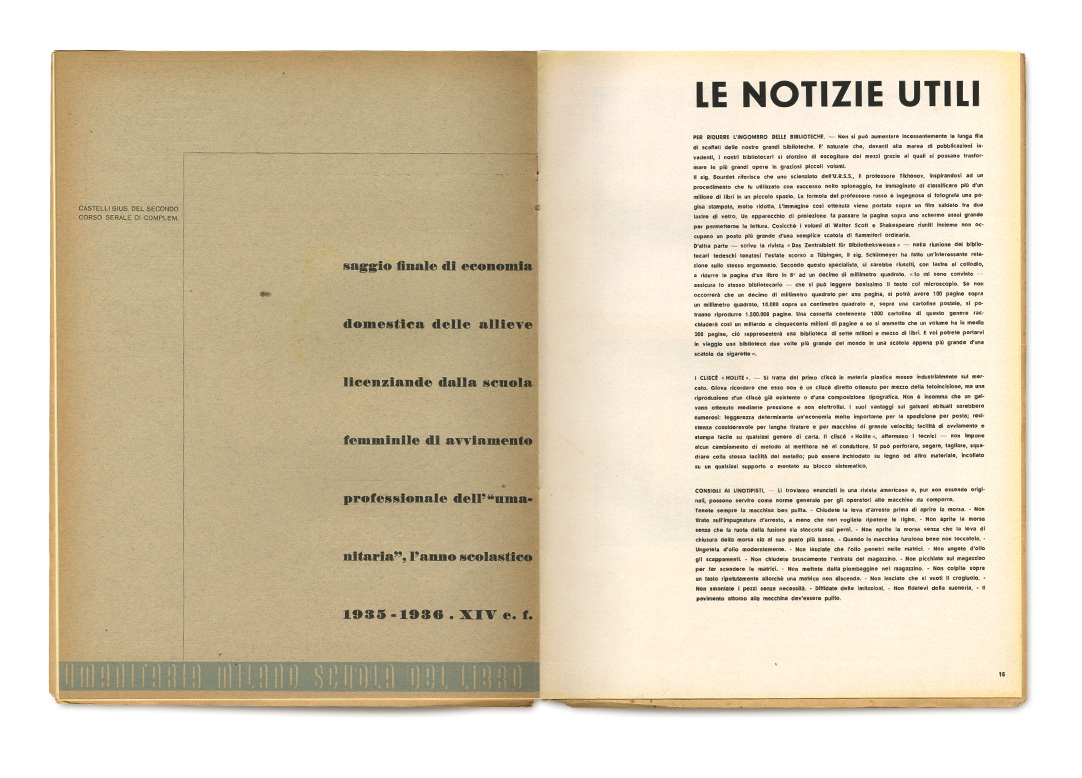 CASTELLI GIUS. DEL SECONDO
CORSO SERALE DI COMPLEM.
saggio finale di economia
domestica delle allieve
licenziande dalla scuola
femminile di avviamento
professionale dell'“uma-
nitaria”, l'anno scolastico
1935-1936 . XIV e. f.
UMANITARIA MILANO SCUOLA DEL LIBRO
LE NOTIZIE UTILI
PER RIDURRE L'INGOMBRO DELLE BIBLIOTECHE. — Non si può aumentare incessantemente la lunga fila
di scaffali delle nostre grandi biblioteche. E' naturale che, davanti alla marea di pubblicazioni in-
vadenti, i nostri bibliotecari si sforzino di escogitare dei mezzi grazie ai quali si possano trasfor-
mare le più grandi opere in graziosi piccoli volumi.
Il sig. Bourdet riferisce che uno scienziato dell'U.R.S.S., il professore Tikhonov, inspirandosi ad un
procedimento che fu utilizzato con successo nello spionaggio, ha immaginato di classificare più d'un
milione di libri in un piccolo spazio. La formola del professore russo è ingegnosa si fotografa una pa-
gina stampata, molto ridotta. L'immagine così ottenuta viene portata sopra un film saldato fra due
lastre di vetro. Un apparecchio di proiezione fa passare la pagina sopra uno schermo assai grande
per permetterne la lettura. Cosicchè i volumi di Walter Scott e Shakespeare riuniti insieme non oc-
cupano un posto più grande d'una semplice scatola di fiammiferi ordinaria.
D'altra parte — scrive la rivista « Das Zentralblatt für Bibliothekswesen » — nella riunione dei biblio-
tecari tedeschi tenutasi l'estate scorso a Tübingen, il sig. Schürmeyer ha fatto un'interessante rela-
zione sullo stesso argomento. Secondo questo specialista, si sarebbe riusciti, con lastre al collodio,
a ridurre la pagina d'un libro in 8° ad un decimo di millimetro quadrato. « Io mi sono convinto —
assicura lo stesso bibliotecario — che si può leggere benissimo il testo col microscopio. Se non
occorrerà che un decimo di millimetro quadrato per una pagina, si potrà avere 100 pagine sopra
un millimetro quadrato, 10.000 sopra un centimetro quadrato e, sopra una cartolina postale, si po-
tranno riprodurre 1.500.000 pagine. Una cassetta contenente 1000 cartoline di questo genere rac-
chiuderà così un miliardo e cinquecento milioni di pagine e se si ammette che un volume ha in media
200 pagine, ciò rappresenterà una biblioteca di sette milioni e mezzo di libri. E voi potrete portarvi
in viaggio una biblioteca due volte più grande del mondo in una scatola appena più grande d'una
scatola da sigarette ».
I CLISCÈ « HOLITE ». — Si tratta del primo cliscè in materia plastica messo industrialmente sul mer-
cato. Giova ricordare che esso non è un cliscè diretto ottenuto per mezzo della fotoincisione, ma una
riproduzione d'un cliscè già esistente o d'una composizione tipografica. Non è insomma che un gal-
vano ottenuto mediante pressione e non elettrolisi. I suoi vantaggi sui galvani abituali sarebbero
numerosi: leggerezza determinante un'economia molto importante per la spedizione per posta; resi-
stenza considerevole per lunghe tirature e per macchine di grande velocità; facilità di avviamento e
stampa facile su qualsiasi genere di carta. Il cliscè « Holite », affermano i tecnici — non impone
alcun cambiamento di metodo al mettitore nè al conduttore. Si può perforare, segare, tagliare, squa-
drare colla stessa facilità del metallo; può essere inchiodato su legno od altro materiale, incollato
su un qualsiasi supporto o montato su blocco sistematico.
CONSIGLI AI LINOTIPISTI. — Li troviamo enunciati in una rivista americana e, pur non essendo origi-
nali, possono servire come norme generale per gli operatori alle macchine da comporre.
Tenete sempre la macchina ben pulita. - Chiudete la leva d'arresto prima di aprire la morsa. - Non
tirate sull'impugnatura d'arresto, a meno che non vogliate ripetere le righe. - Non aprite la morsa
senza che la ruota della fusione sia staccata dai perni. - Non aprite la morsa senza che la leva di
chiusura della morsa sia al suo punto più basso. - Quando la macchina funziona bene non toccatela. -
Ungetela d'olio moderatamente. - Non lasciate che l'olio penetri nelle matrici. - Non ungete d'olio
gli scappamenti. - Non chiudete bruscamente l'entrata del magazzino. - Non picchiate sul magazzino
per far scendere le matrici. - Non mettete della piombaggine nel magazzino. - Non colpite sopra
un tasto ripetutamente allorchè una matrice non discende. - Non lasciate che si vuoti il crogiuolo. -
Non smontate i pezzi senza necessità. - Diffidate delle imitazioni. - Non fidatevi della suoneria. - Il
pavimento attorno alla macchina dev'essere pulito.
15